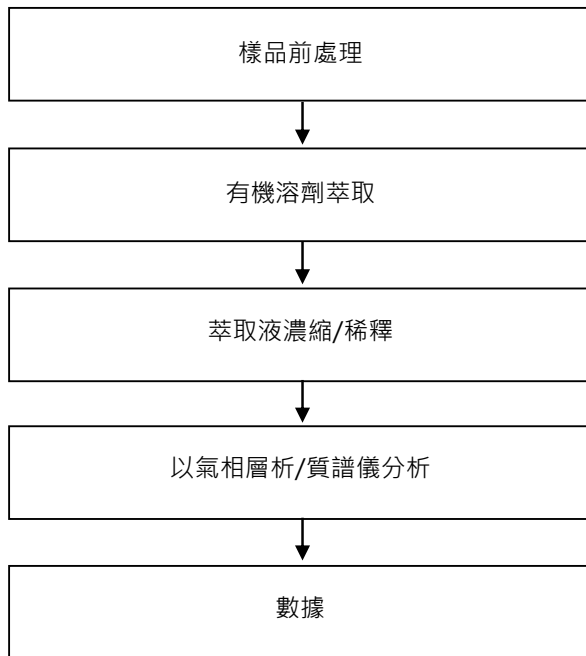 樣品前處理
有機溶劑萃取
萃取液濃縮/稀釋
以氣相層析/質譜儀分析
數據